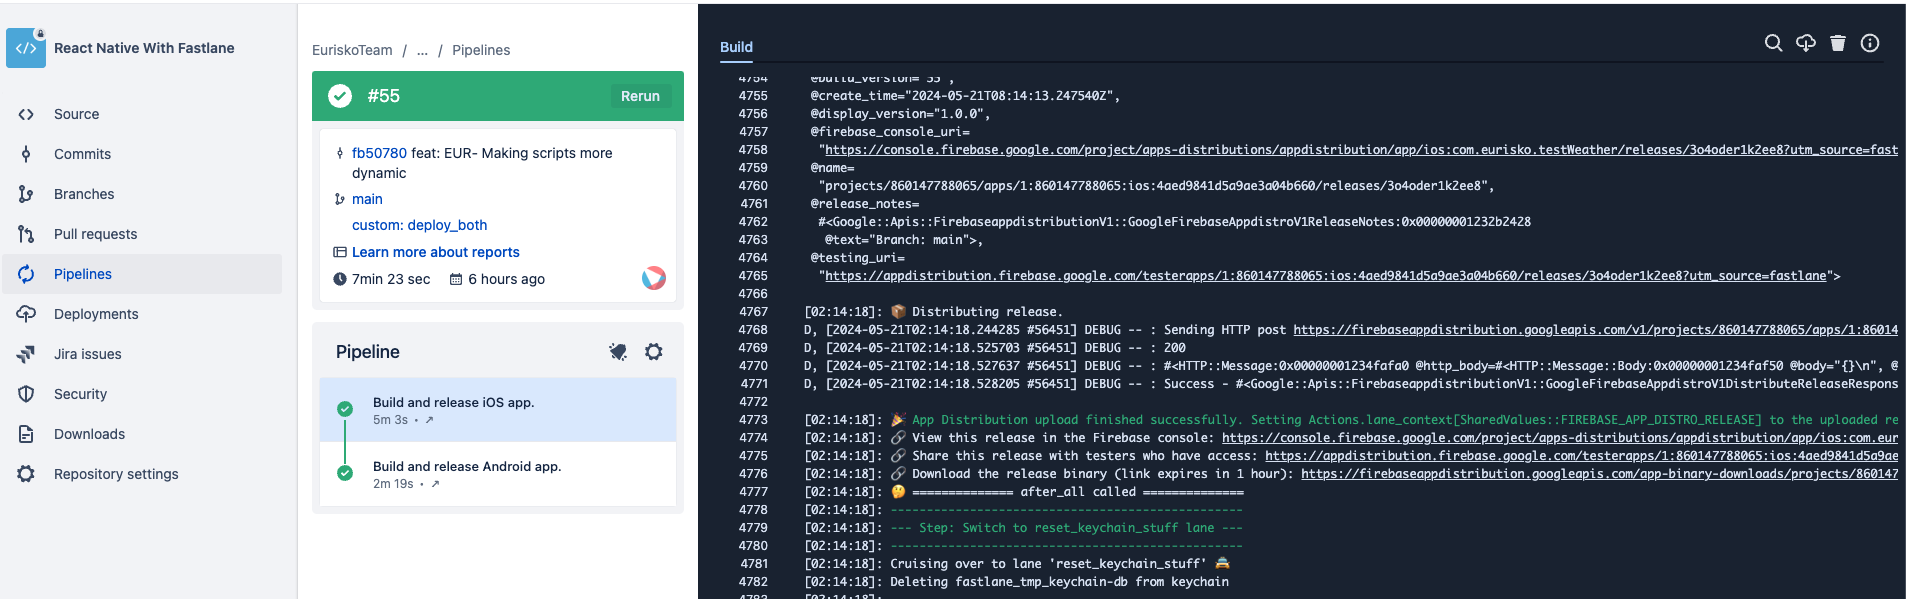 React Native With Fastlane
Source
Commits
Branches
Pull requests
Pipelines
Deployments
Jira issues
Security
Downloads
Repository settings
EuriskoTeam / ... / Pipelines
#55
Rerun
fb50780 feat: EUR- Making scripts more
dynamic
main
custom: deploy_both
Learn more about reports
7min 23 sec
6 hours ago
Pipeline
Build and release iOS app.
5m 3s • ↗
Build and release Android app.
2m 19s • ↗
Build
4754 @build_version="55",
4755 @create_time="2024-05-21T08:14:13.247540Z",
4756 @display_version="1.0.0",
4757 @firebase_console_uri=
4758 "https://console.firebase.google.com/project/apps-distributions/appdistribution/app/ios:com.eurisko.testWeather/releases/3o4oder1k2ee8?utm_source=fast
4759 @name=
4760 "projects/860147788065/apps/1:860147788065:ios:4aed9841d5a9ae3a04b660/releases/3o4oder1k2ee8",
4761 @release_notes=
4762 #<Google::Apis::FirebaseappdistributionV1::GoogleFirebaseAppdistroV1ReleaseNotes:0x00000001232b2428
4763 @text="Branch: main">,
4764 @testing_uri=
4765 "https://appdistribution.firebase.google.com/testerapps/1:860147788065:ios:4aed9841d5a9ae3a04b660/releases/3o4oder1k2ee8?utm_source=fastlane">
4766
4767 [02:14:18]: 📦 Distributing release.
4768 D, [2024-05-21T02:14:18.244285 #56451] DEBUG -- : Sending HTTP post https://firebaseappdistribution.googleapis.com/v1/projects/860147788065/apps/1:86014
4769 D, [2024-05-21T02:14:18.525703 #56451] DEBUG -- : 200
4770 D, [2024-05-21T02:14:18.527637 #56451] DEBUG -- : #<HTTP::Message:0x00000001234fafa0 @http_body=#<HTTP::Message::Body:0x00000001234faf50 @body="{}\n", @
4771 D, [2024-05-21T02:14:18.528205 #56451] DEBUG -- : Success - #<Google::Apis::FirebaseappdistributionV1::GoogleFirebaseAppdistroV1DistributeReleaseRespons
4772
4773 [02:14:18]: 🎉 App Distribution upload finished successfully. Setting Actions.lane_context[SharedValues::FIREBASE_APP_DISTRO_RELEASE] to the uploaded re
4774 [02:14:18]: 🔗 View this release in the Firebase console: https://console.firebase.google.com/project/apps-distributions/appdistribution/app/ios:com.eur
4775 [02:14:18]: 🔗 Share this release with testers who have access: https://appdistribution.firebase.google.com/testerapps/1:860147788065:ios:4aed9841d5a9ae
4776 [02:14:18]: 🔗 Download the release binary (link expires in 1 hour): https://firebaseappdistribution.googleapis.com/app-binary-downloads/projects/860147
4777 [02:14:18]: 🤔 ============== after_all called ==============
4778 [02:14:18]: -------------------------------------------------
4779 [02:14:18]: --- Step: Switch to reset_keychain_stuff lane ---
4780 [02:14:18]: -------------------------------------------------
4781 [02:14:18]: Cruising over to lane 'reset_keychain_stuff' 🚖
4782 [02:14:18]: Deleting fastlane_tmp_keychain-db from keychain
4783 [02:14:18]: